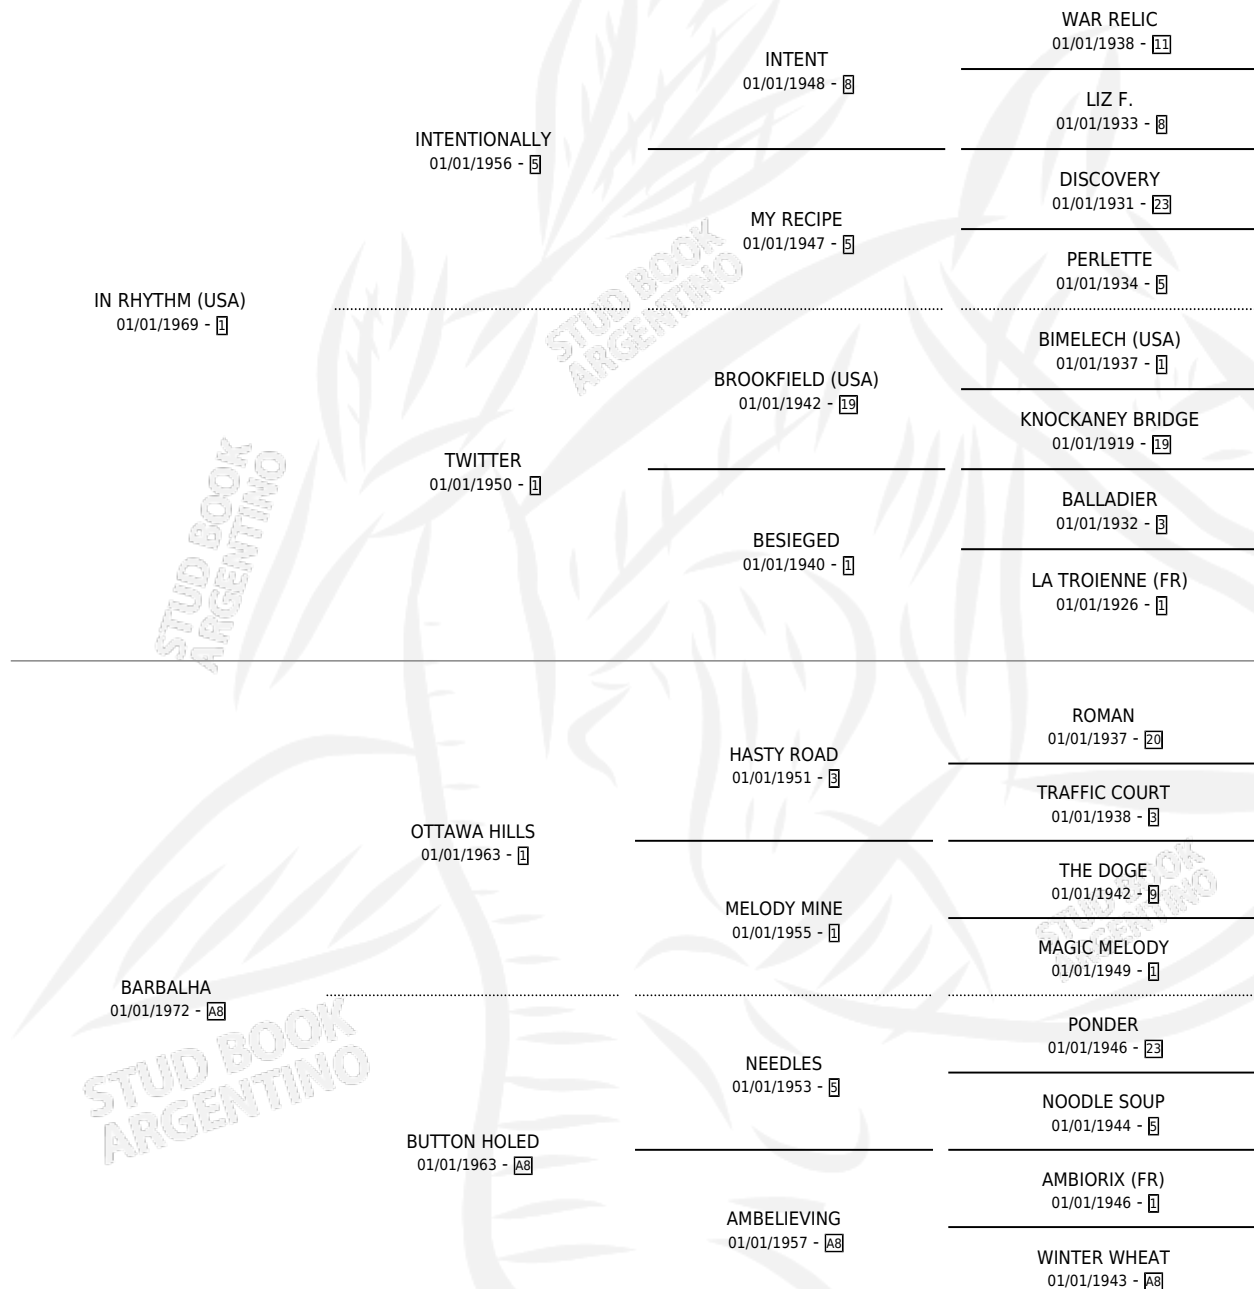 WAR RELIC
01/01/1938 - 11
INTENT
01/01/1948 - 8
LIZ F.
01/01/1933 - 8
INTENTIONALLY
01/01/1956 - 5
DISCOVERY
01/01/1931 - 23
MY RECIPE
01/01/1947 - 5
PERLETTE
01/01/1934 - 5
IN RHYTHM (USA)
01/01/1969 - 1
BIMELECH (USA)
01/01/1937 - 1
BROOKFIELD (USA)
01/01/1942 - 19
KNOCKANEY BRIDGE
01/01/1919 - 19
TWITTER
01/01/1950 - 1
BALLADIER
01/01/1932 - 3
BESIEGED
01/01/1940 - 1
LA TROIENNE (FR)
01/01/1926 - 1
ROMAN
01/01/1937 - 20
HASTY ROAD
01/01/1951 - 3
TRAFFIC COURT
01/01/1938 - 3
OTTAWA HILLS
01/01/1963 - 1
THE DOGE
01/01/1942 - 9
MELODY MINE
01/01/1955 - 1
MAGIC MELODY
01/01/1949 - 1
BARBALHA
01/01/1972 - A8
PONDER
01/01/1946 - 23
NEEDLES
01/01/1953 - 5
NOODLE SOUP
01/01/1944 - 5
BUTTON HOLED
01/01/1963 - A8
AMBIORIX (FR)
01/01/1946 - 1
AMBELIEVING
01/01/1957 - A8
WINTER WHEAT
01/01/1943 - A8
STUD BOOK
ARGENTINO
STUD BOOK
ARGENTINO
STUD BOOK
ARGENTINO
STUD BOOK
ARGENTINO